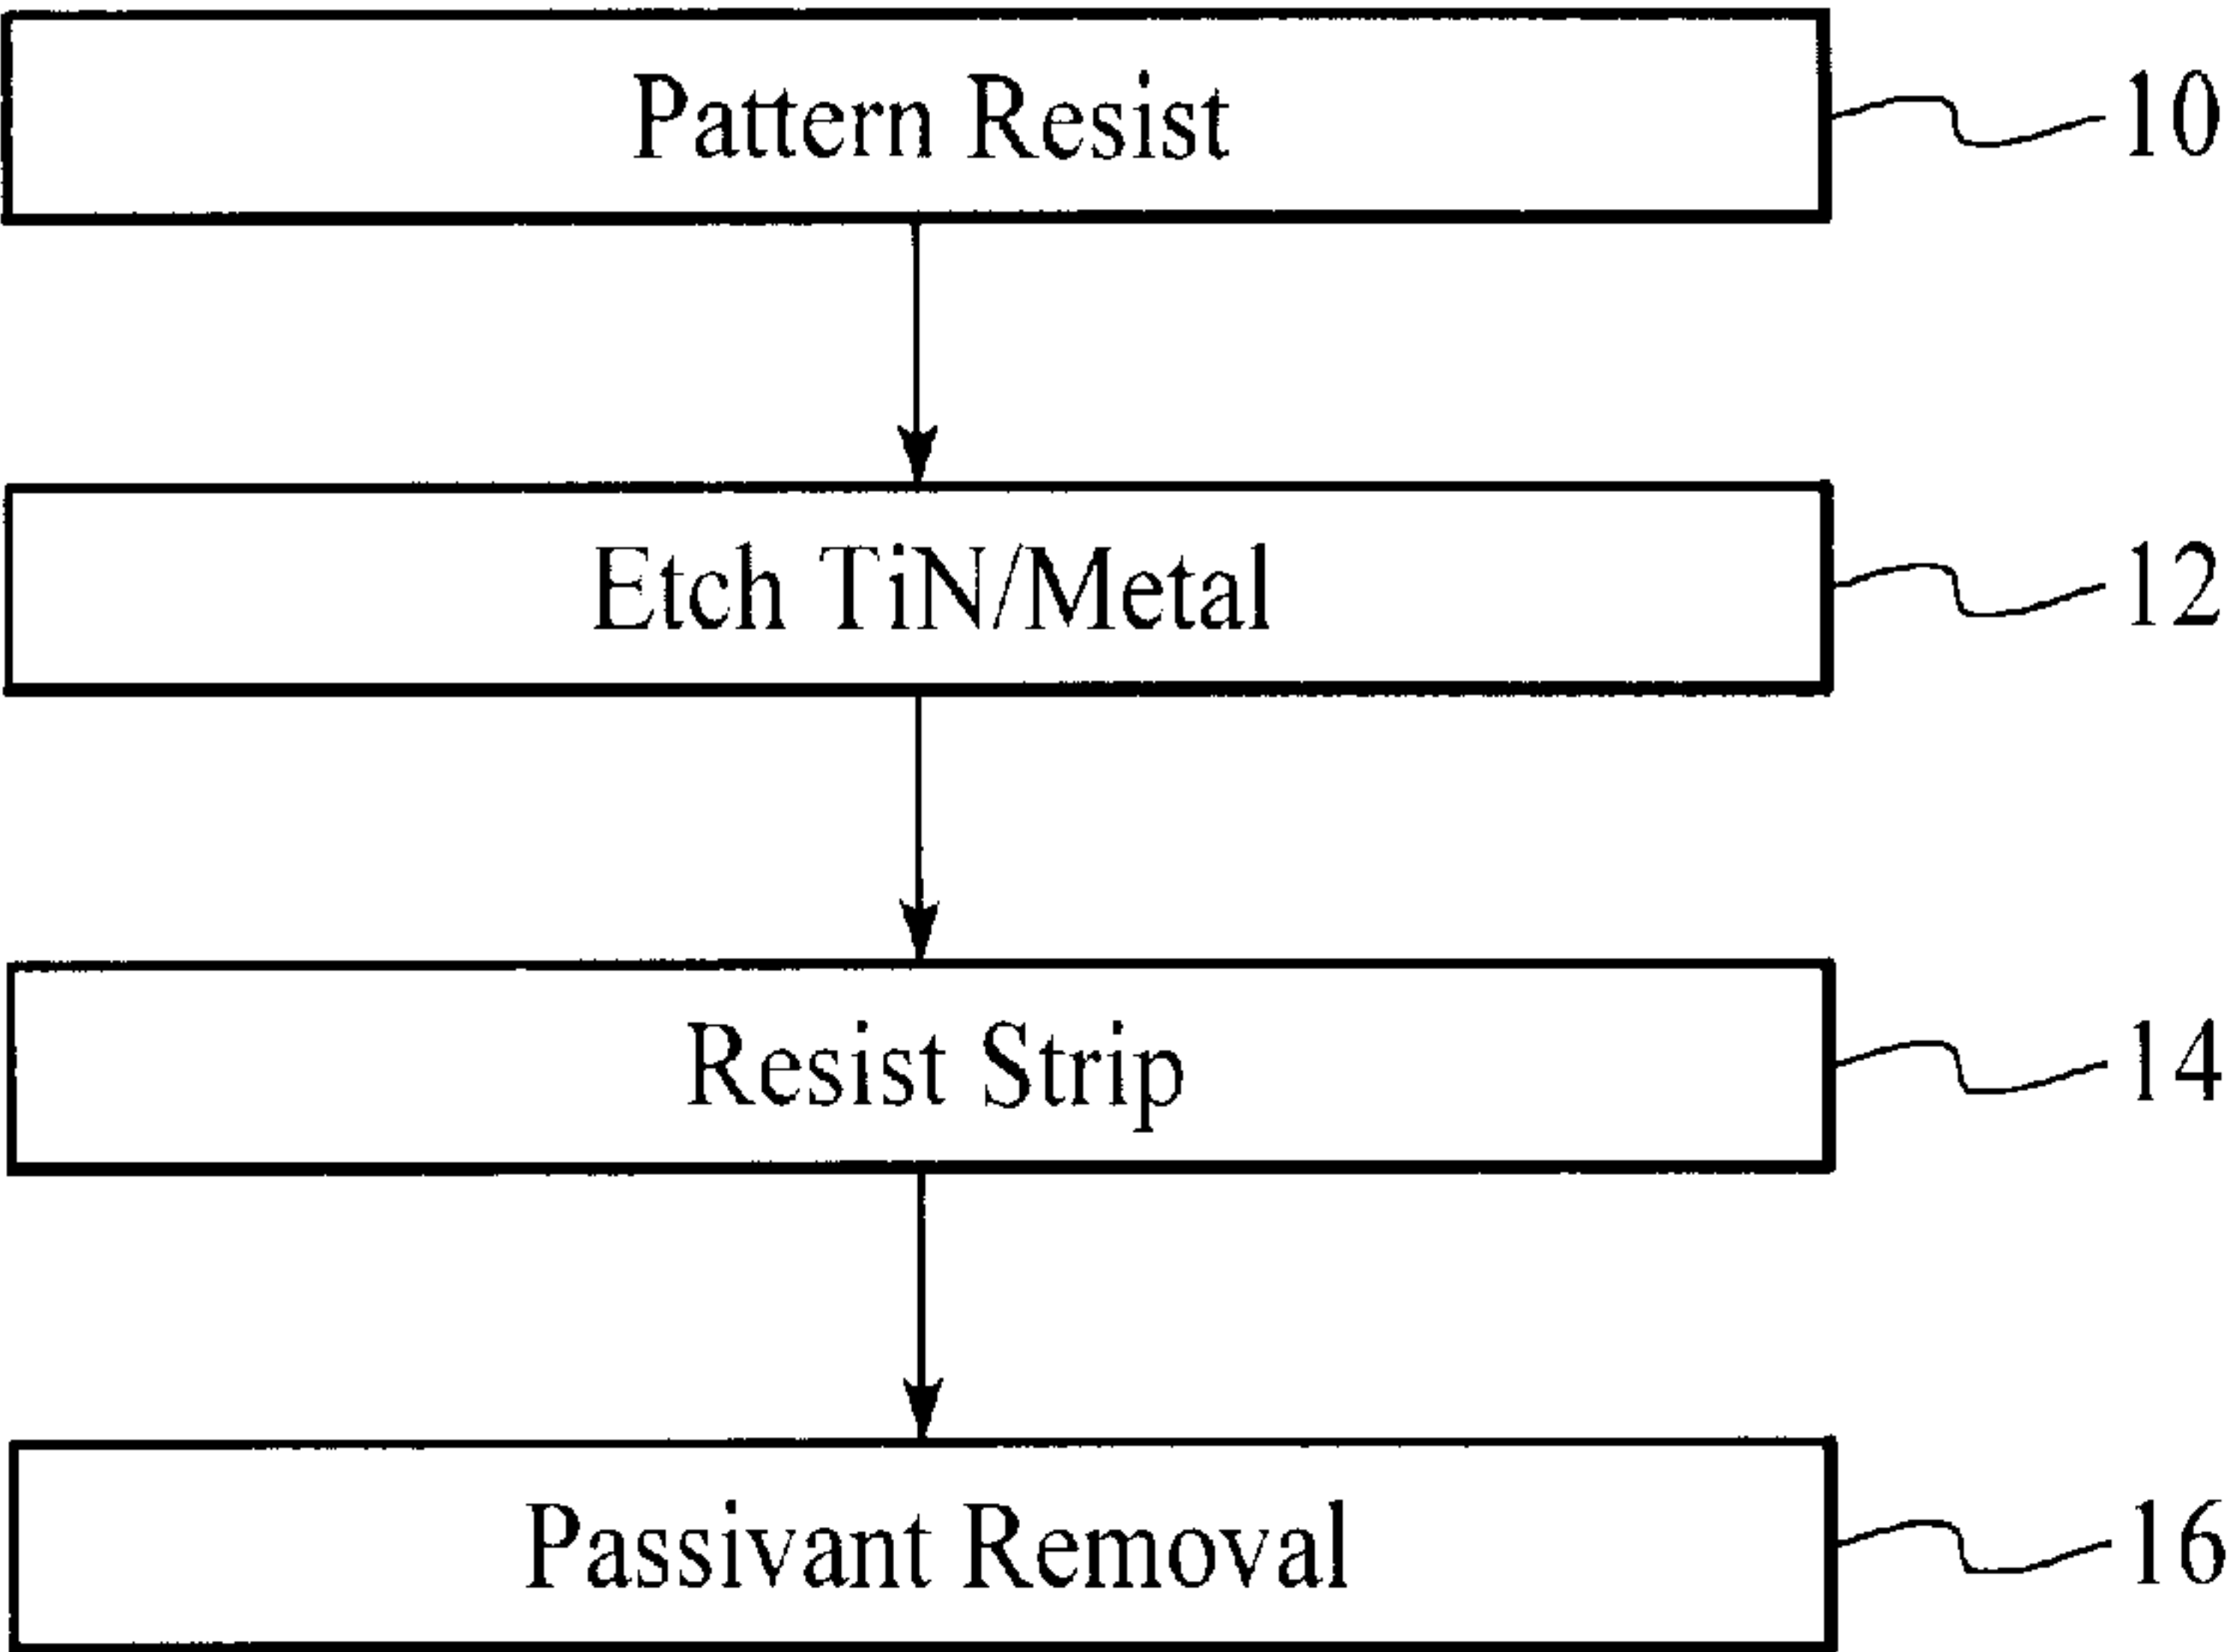 Pattern Resist 10
Etch TiN/Metal 12
Resist Strip 14
Passivant Removal 16